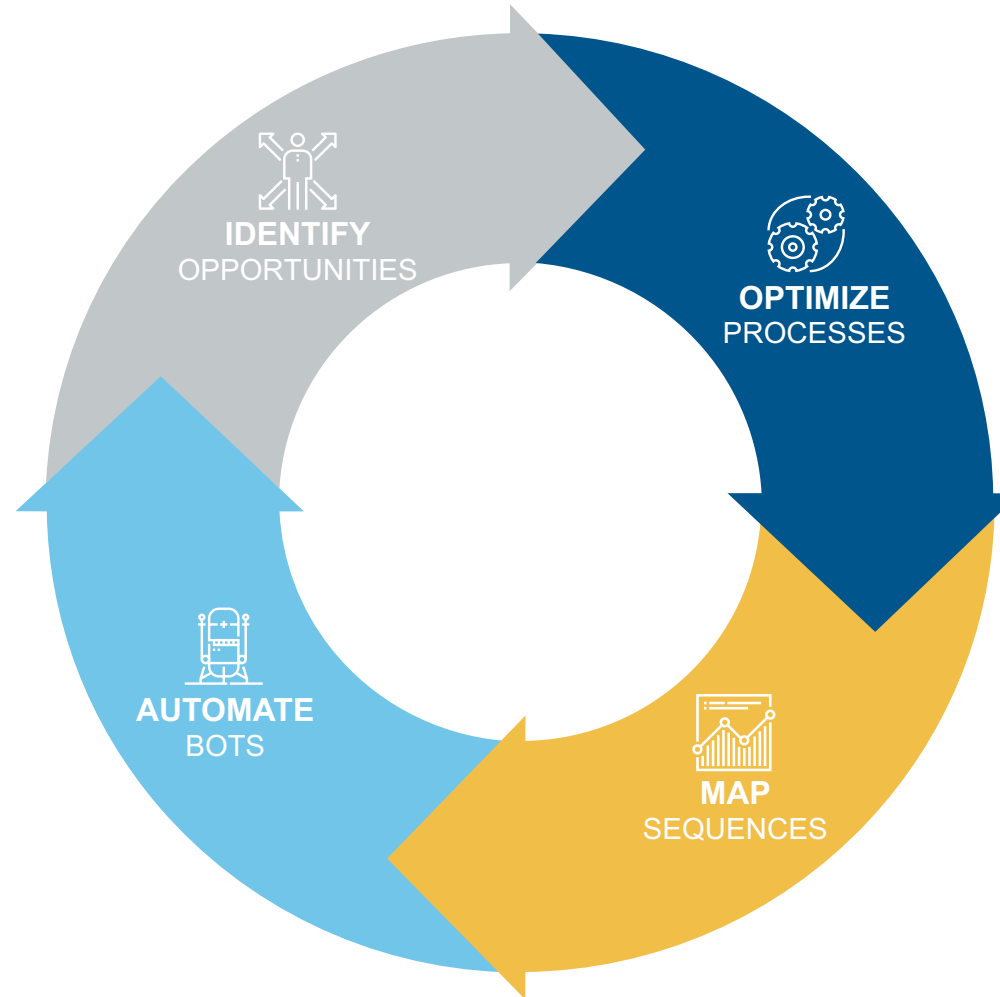 IDENTIFY
OPPORTUNITIES
OPTIMIZE
PROCESSES
MAP
SEQUENCES
AUTOMATE
BOTS